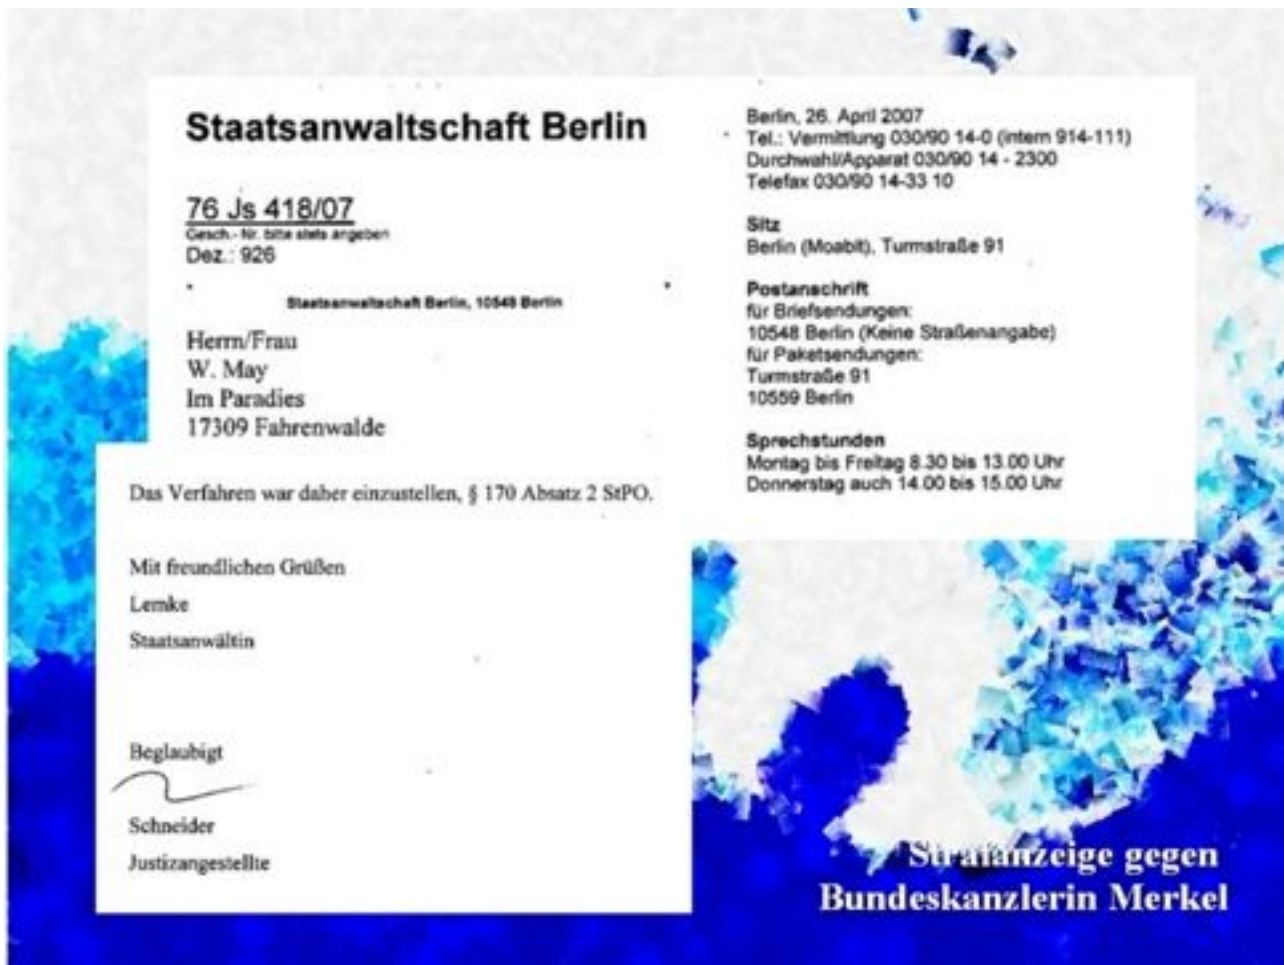 Staatsanwaltschaft Berlin
76 Js 418/07
Gesch.- Nr. bitte stets angeben
Dez.: 926
Staatsanwaltschaft Berlin, 10548 Berlin
Herrn/Frau
W. May
Im Paradies
17309 Fahrenwalde
Berlin, 26. April 2007
Tel.: Vermittlung 030/90 14-0 (intern 914-111)
Durchwahl/Apparat 030/90 14 - 2300
Telefax 030/90 14-33 10
Sitz
Berlin (Moabit), Turmstraße 91
Postanschrift
für Briefsendungen:
10548 Berlin (Keine Straßenangabe)
für Paketsendungen:
Turmstraße 91
10559 Berlin
Sprechstunden
Montag bis Freitag 8.30 bis 13.00 Uhr
Donnerstag auch 14.00 bis 15.00 Uhr
Das Verfahren war daher einzustellen, § 170 Absatz 2 StPO.
Mit freundlichen Grüßen
Lemke
Staatsanwältin
Beglaubigt
Schneider
Justizangestellte
Strafanzeige gegen
Bundeskanzlerin Merkel